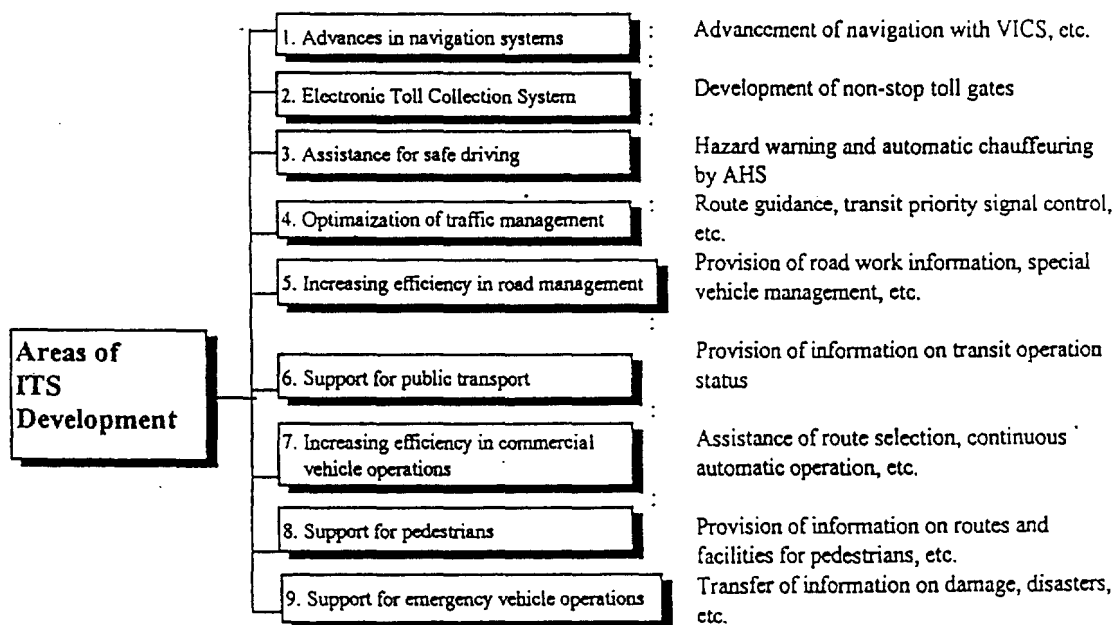 1. Advances in navigation systems : Advancement of navigation with VICS, etc.
:
2. Electronic Toll Collection System Development of non-stop toll gates
:
3. Assistance for safe driving Hazard warning and automatic chauffeuring
by AHS
4. Optimaization of traffic management : Route guidance, transit priority signal control,
etc.
5. Increasing efficiency in road management Provision of road work information, special
vehicle management, etc.
:
Areas of
ITS
Development
Provision of information on transit operation
status
6. Support for public transport
:
7. Increasing efficiency in commercial
vehicle operations
Assistance of route selection, continuous
automatic operation, etc.
:
8. Support for pedestrians Provision of information on routes and
facilities for pedestrians, etc.
9. Support for emergency vehicle operations Transfer of information on damage, disasters,
etc.